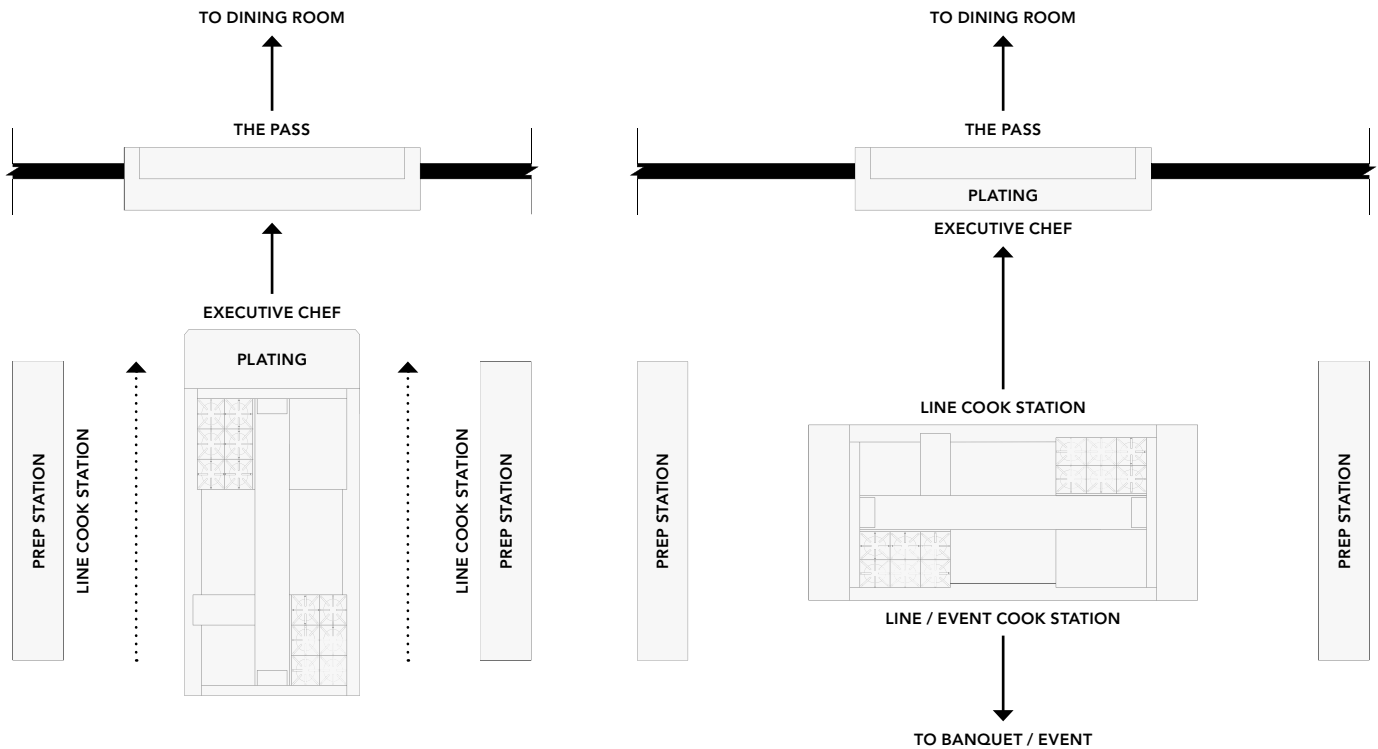 TO DINING ROOM
THE PASS
EXECUTIVE CHEF
PLATING
PREP STATION
LINE COOK STATION
LINE COOK STATION
PREP STATION
TO DINING ROOM
THE PASS
PLATING
EXECUTIVE CHEF
PREP STATION
LINE COOK STATION
LINE / EVENT COOK STATION
PREP STATION
TO BANQUET / EVENT